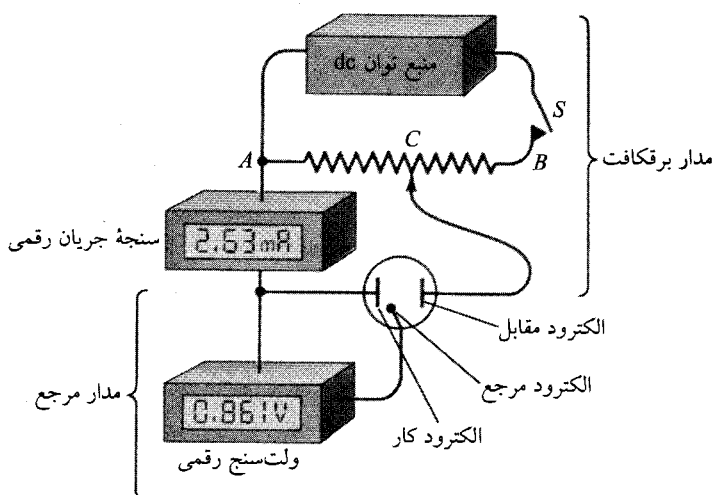 منبع توان dc
S
C
A
B
مدار برقکافت
سنجهٔ جریان رقمی
2.63mA
الکترود مقابل
الکترود مرجع
مدار مرجع
0.861V
الکترود کار
ولت‌سنج رقمی